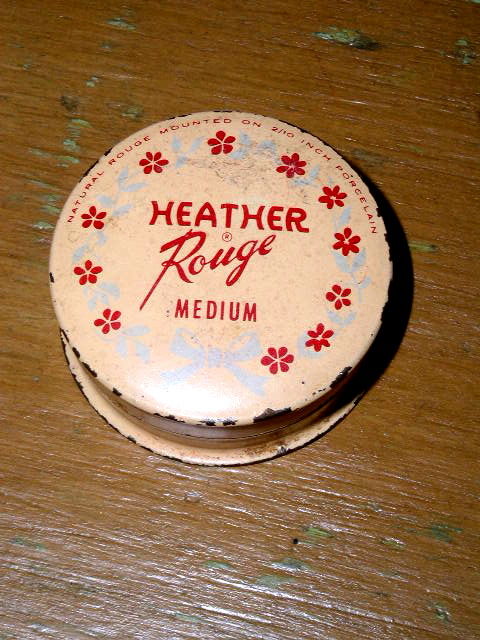 NATURAL ROUGE MOUNTED ON 2/10 INCH PORCELAIN
HEATHER
Rouge ®
MEDIUM